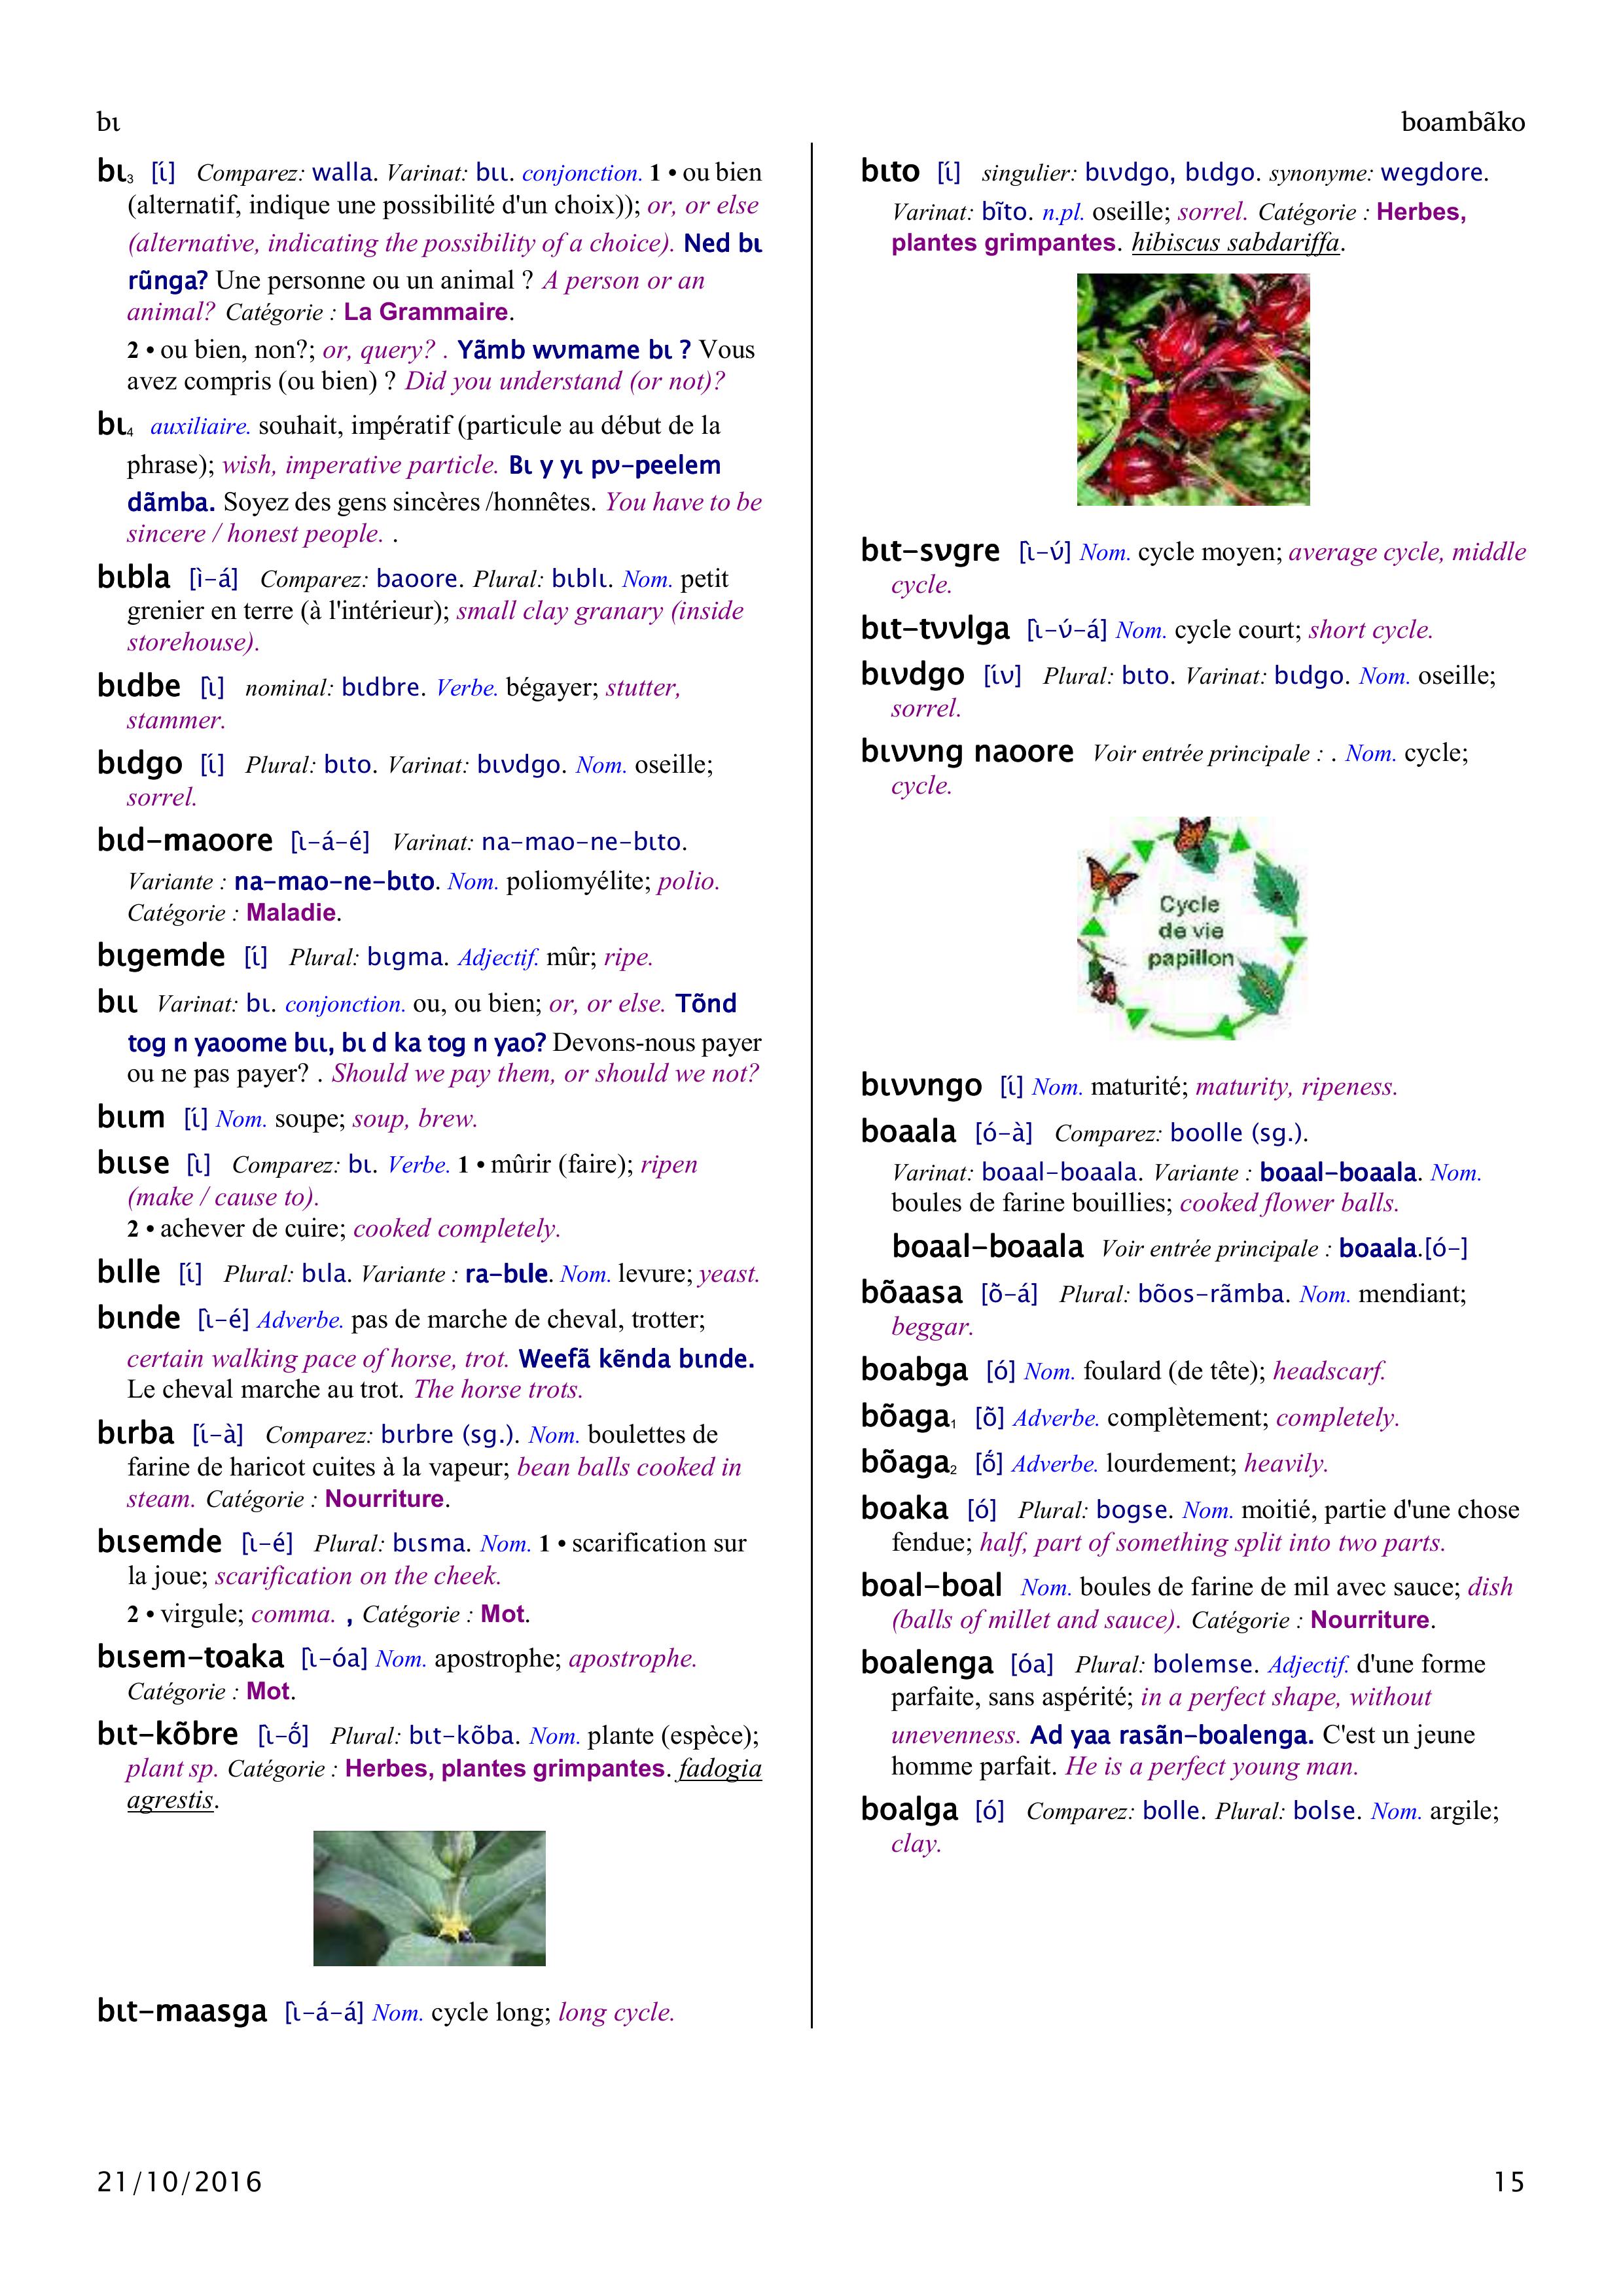 bɩ
boambãko
bɩ₃ [ɩ́] Comparez: walla. Varinat: bɩɩ. conjonction. 1 • ou bien
(alternatif, indique une possibilité d'un choix)); or, or else
(alternative, indicating the possibility of a choice). Ned bɩ
rũnga? Une personne ou un animal ? A person or an
animal? Catégorie : La Grammaire.
2 • ou bien, non?; or, query? . Yãmb wʋmame bɩ ? Vous
avez compris (ou bien) ? Did you understand (or not)?
bɩ₄ auxiliaire. souhait, impératif (particule au début de la
phrase); wish, imperative particle. Bɩ y yɩ pʋ-peelem
dãmba. Soyez des gens sincères /honnêtes. You have to be
sincere / honest people. .
bɩbla [ì-á] Comparez: baoore. Plural: bɩblɩ. Nom. petit
grenier en terre (à l'intérieur); small clay granary (inside
storehouse).
bɩdbe [ɩ̀] nominal: bɩdbre. Verbe. bégayer; stutter,
stammer.
bɩdgo [ɩ́] Plural: bɩto. Varinat: bɩʋdgo. Nom. oseille;
sorrel.
bɩd-maoore [ɩ̀-á-é] Varinat: na-mao-ne-bɩto.
Variante : na-mao-ne-bɩto. Nom. poliomyélite; polio.
Catégorie : Maladie.
bɩgemde [ɩ́] Plural: bɩgma. Adjectif. mûr; ripe.
bɩɩ Varinat: bɩ. conjonction. ou, ou bien; or, or else. Tõnd
tog n yaoome bɩɩ, bɩ d ka tog n yao? Devons-nous payer
ou ne pas payer? . Should we pay them, or should we not?
bɩɩm [ɩ́] Nom. soupe; soup, brew.
bɩɩse [ɩ̀] Comparez: bɩ. Verbe. 1 • mûrir (faire); ripen
(make / cause to).
2 • achever de cuire; cooked completely.
bɩlle [ɩ́] Plural: bɩla. Variante : ra-bɩle. Nom. levure; yeast.
bɩnde [ɩ̀-é] Adverbe. pas de marche de cheval, trotter;
certain walking pace of horse, trot. Weefã kẽnda bɩnde.
Le cheval marche au trot. The horse trots.
bɩrba [ɩ́-à] Comparez: bɩrbre (sg.). Nom. boulettes de
farine de haricot cuites à la vapeur; bean balls cooked in
steam. Catégorie : Nourriture.
bɩsemde [ɩ̀-é] Plural: bɩsma. Nom. 1 • scarification sur
la joue; scarification on the cheek.
2 • virgule; comma. , Catégorie : Mot.
bɩsem-toaka [ɩ̀-óa] Nom. apostrophe; apostrophe.
Catégorie : Mot.
bɩt-kõbre [ɩ̀-ṍ] Plural: bɩt-kõba. Nom. plante (espèce);
plant sp. Catégorie : Herbes, plantes grimpantes. fadogia
agrestis.
bɩt-maasga [ɩ̀-á-á] Nom. cycle long; long cycle.
bɩto [ɩ́] singulier: bɩʋdgo, bɩdgo. synonyme: wegdore.
Varinat: bĩto. n.pl. oseille; sorrel. Catégorie : Herbes,
plantes grimpantes. hibiscus sabdariffa.
bɩt-sʋgre [ɩ̀-ʋ́] Nom. cycle moyen; average cycle, middle
cycle.
bɩt-tʋʋlga [ɩ̀-ʋ́-á] Nom. cycle court; short cycle.
bɩʋdgo [ɩ́ʋ] Plural: bɩto. Varinat: bɩdgo. Nom. oseille;
sorrel.
bɩʋʋng naoore Voir entrée principale : . Nom. cycle;
cycle.
Cycle
de vie
papillon
bɩʋʋngo [ɩ́] Nom. maturité; maturity, ripeness.
boaala [ó-à] Comparez: boolle (sg.).
Varinat: boaal-boaala. Variante : boaal-boaala. Nom.
boules de farine bouillies; cooked flower balls.
boaal-boaala Voir entrée principale : boaala.[ó-]
bõaasa [õ̀-á] Plural: bõos-rãmba. Nom. mendiant;
beggar.
boabga [ó] Nom. foulard (de tête); headscarf.
bõaga₁ [õ̀] Adverbe. complètement; completely.
bõaga₂ [ṍ] Adverbe. lourdement; heavily.
boaka [ó] Plural: bogse. Nom. moitié, partie d'une chose
fendue; half, part of something split into two parts.
boal-boal Nom. boules de farine de mil avec sauce; dish
(balls of millet and sauce). Catégorie : Nourriture.
boalenga [óa] Plural: bolemse. Adjectif. d'une forme
parfaite, sans aspérité; in a perfect shape, without
unevenness. Ad yaa rasãn-boalenga. C'est un jeune
homme parfait. He is a perfect young man.
boalga [ó] Comparez: bolle. Plural: bolse. Nom. argile;
clay.
21/10/2016
15